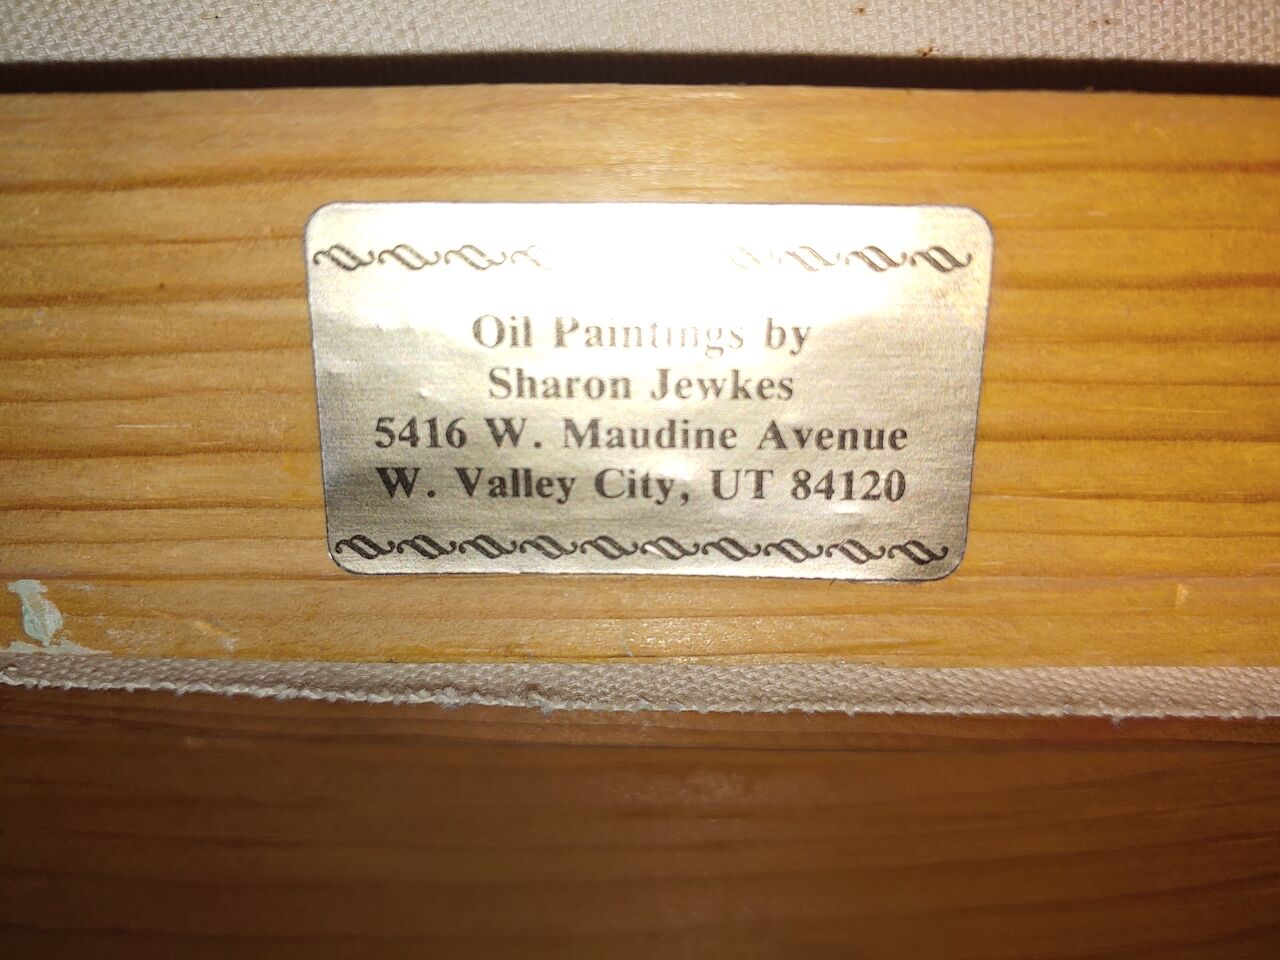 Oil Paintings by
Sharon Jewkes
5416 W. Maudine Avenue
W. Valley City, UT 84120